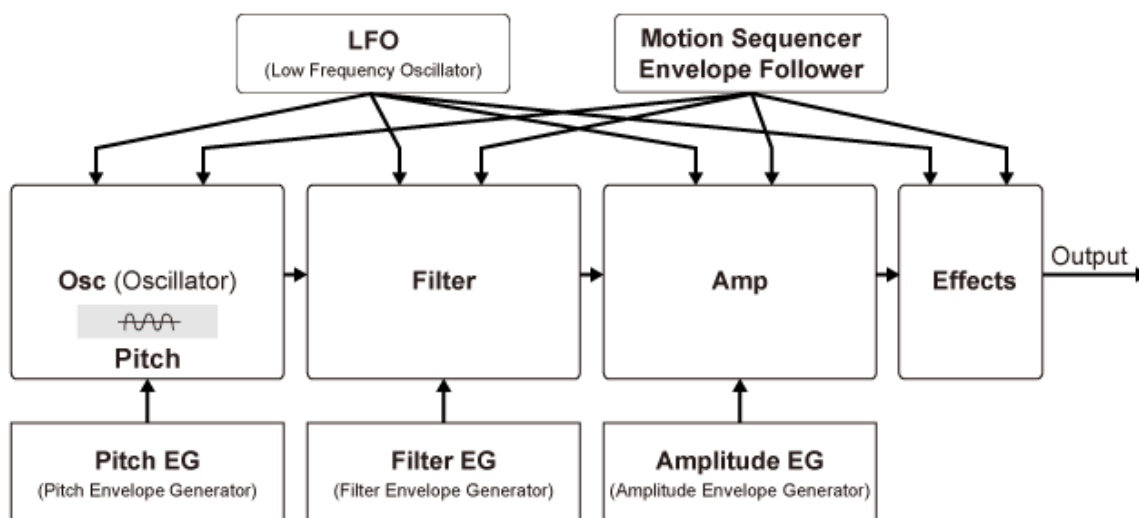 LFO
(Low Frequency Oscillator)
Motion Sequencer
Envelope Follower
Osc (Oscillator)
Pitch
Filter
Amp
Effects
Output
Pitch EG
(Pitch Envelope Generator)
Filter EG
(Filter Envelope Generator)
Amplitude EG
(Amplitude Envelope Generator)